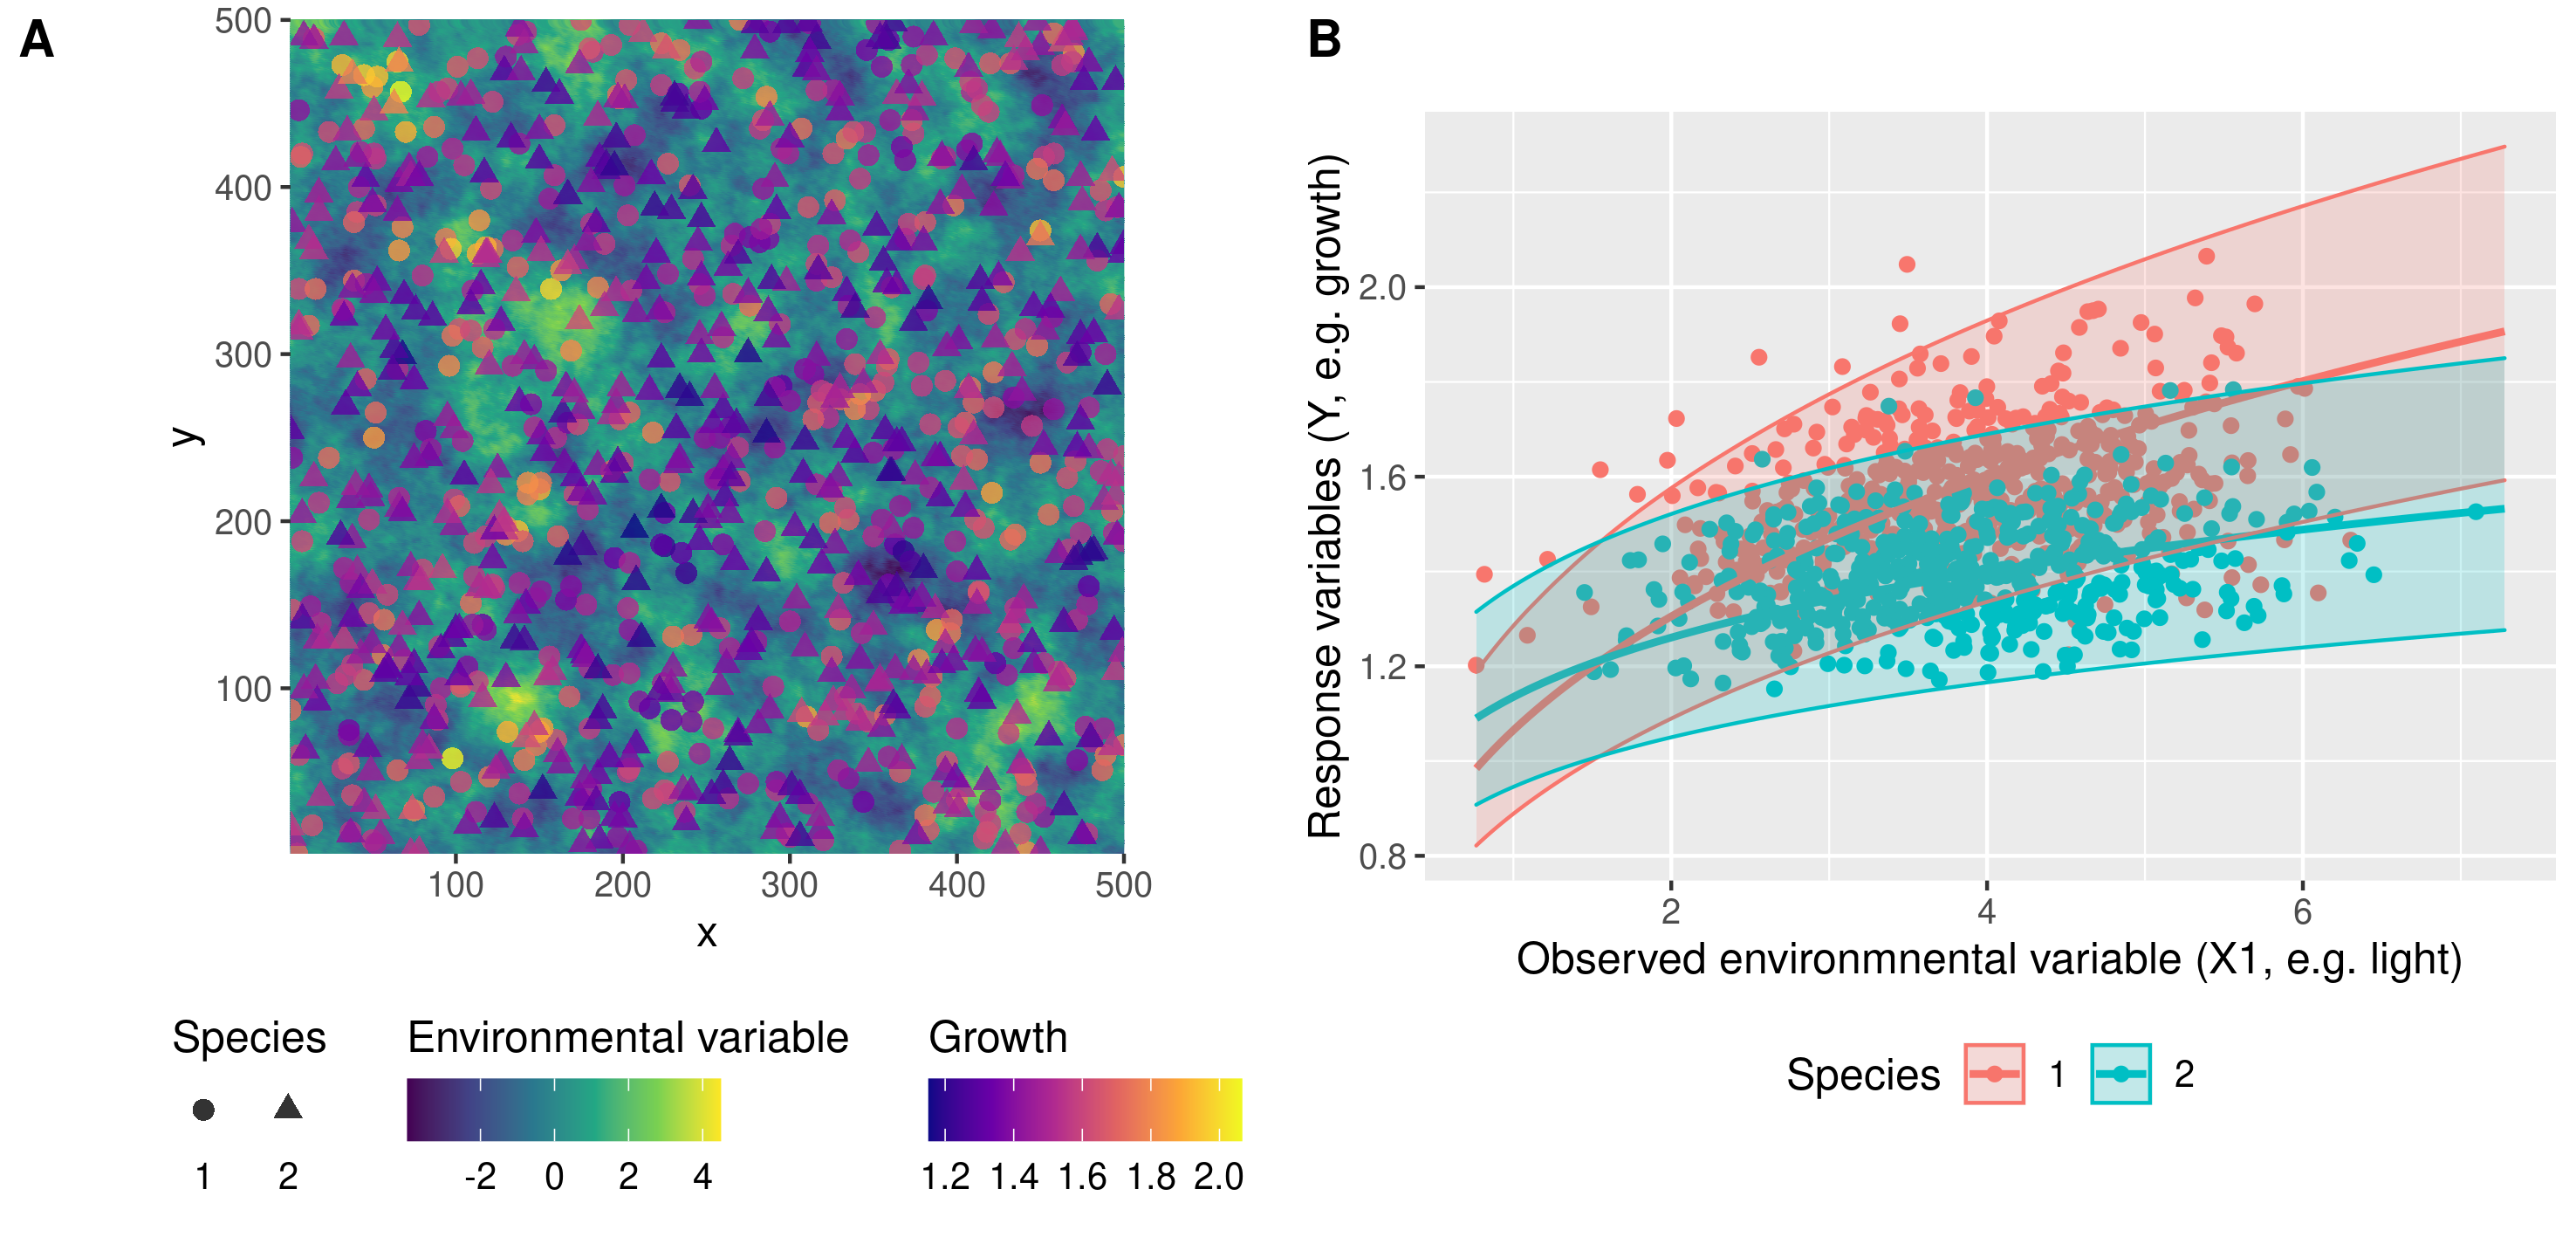 A
500
400
300
200
100
y
100 200 300 400 500
x
Species
1 2
Environmental variable
-2 0 2 4
Growth
1.2 1.4 1.6 1.8 2.0
B
Response variables (Y, e.g. growth)
2.0
1.6
1.2
0.8
2 4 6
Observed environmnental variable (X1, e.g. light)
Species 1 2